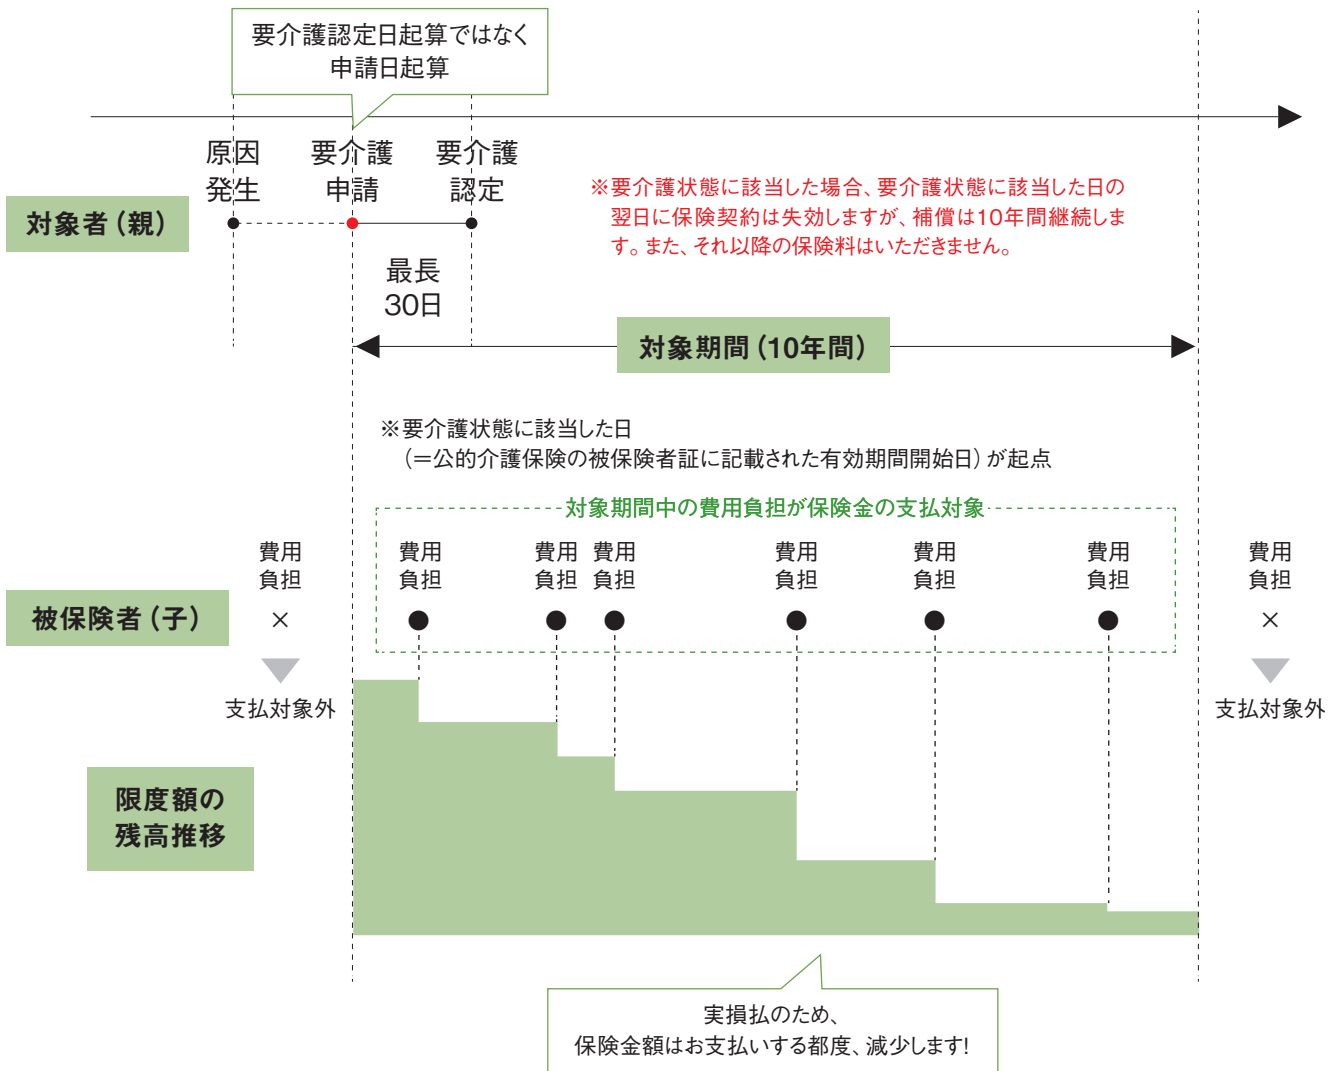 要介護認定日起算ではなく
申請日起算
原因
発生
要介護
申請
要介護
認定
対象者（親）
最長
30日
※要介護状態に該当した場合、要介護状態に該当した日の
翌日に保険契約は失効しますが、補償は10年間継続しま
す。また、それ以降の保険料はいただきません。
対象期間（10年間）
※要介護状態に該当した日
（＝公的介護保険の被保険者証に記載された有効期間開始日）が起点
対象期間中の費用負担が保険金の支払対象
被保険者（子）
費用
負担
×
支払対象外
費用
負担
費用
負担
費用
負担
費用
負担
費用
負担
費用
負担
費用
負担
×
支払対象外
限度額の
残高推移
実損払のため、
保険金額はお支払いする都度、減少します!